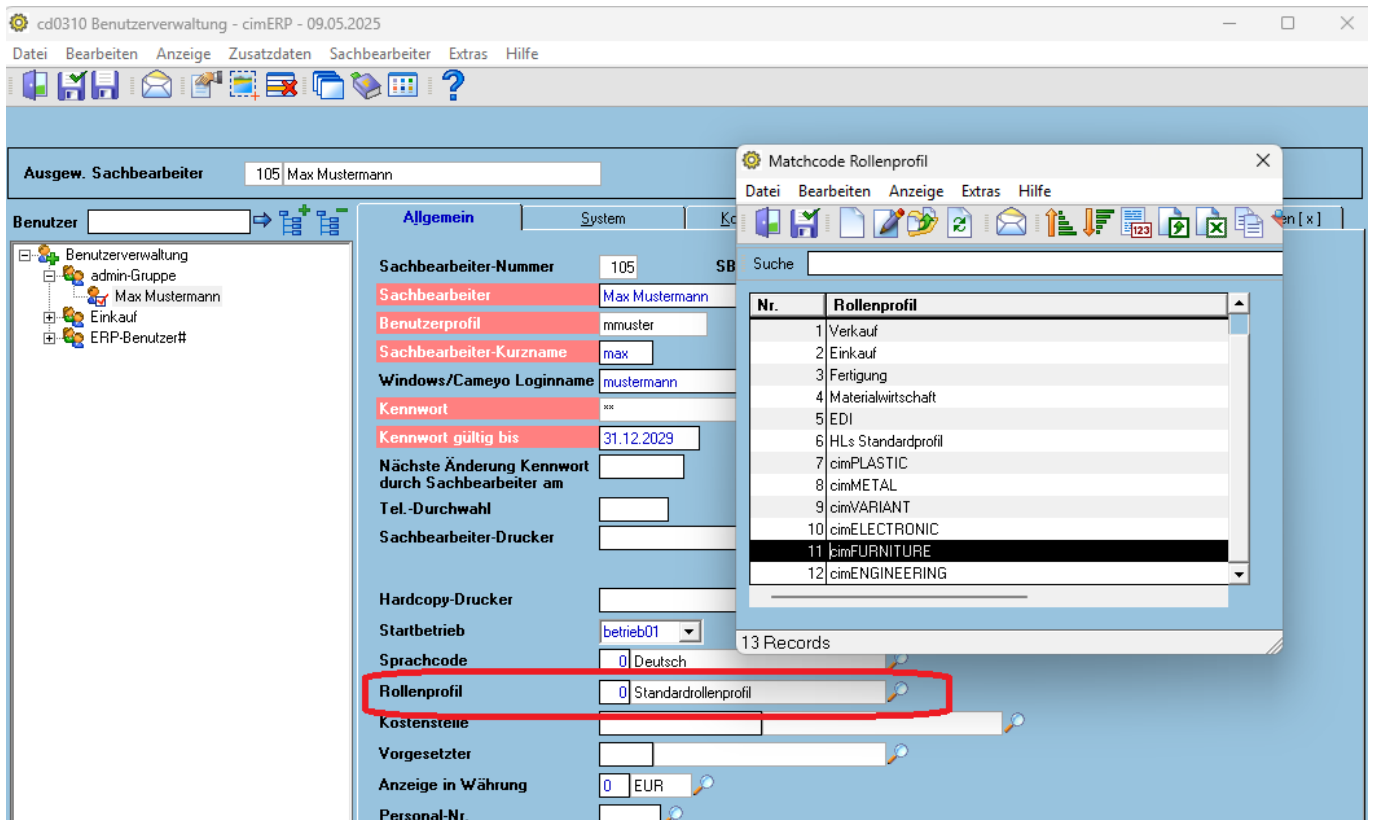 cd0310 Benutzerverwaltung - cimERP - 09.05.2025
Datei Bearbeiten Anzeige Zusatzdaten Sachbearbeiter Extras Hilfe
Ausgew. Sachbearbeiter 105 Max Mustermann
Benutzer
Benutzerverwaltung
admin-Gruppe
Max Mustermann
Einkauf
ERP-Benutzer#
Allgemein System Ko en [ x ]
Sachbearbeiter-Nummer 105 SB
Sachbearbeiter Max Mustermann
Benutzerprofil mmuster
Sachbearbeiter-Kurzname max
Windows/Cameyo Loginname mustermann
Kennwort **
Kennwort gültig bis 31.12.2029
Nächste Änderung Kennwort
durch Sachbearbeiter am
Tel.-Durchwahl
Sachbearbeiter-Drucker
Hardcopy-Drucker
Startbetrieb betrieb01
Sprachcode 0 Deutsch
Rollenprofil 0 Standardrollenprofil
Kostenstelle
Vorgesetzter
Anzeige in Währung 0 EUR
Personal-Nr.
Matchcode Rollenprofil
Datei Bearbeiten Anzeige Extras Hilfe
123
Suche
Nr. Rollenprofil
1 Verkauf
2 Einkauf
3 Fertigung
4 Materialwirtschaft
5 EDI
6 HLs Standardprofil
7 cimPLASTIC
8 cimMETAL
9 cimVARIANT
10 cimELECTRONIC
11 cimFURNITURE
12 cimENGINEERING
13 Records